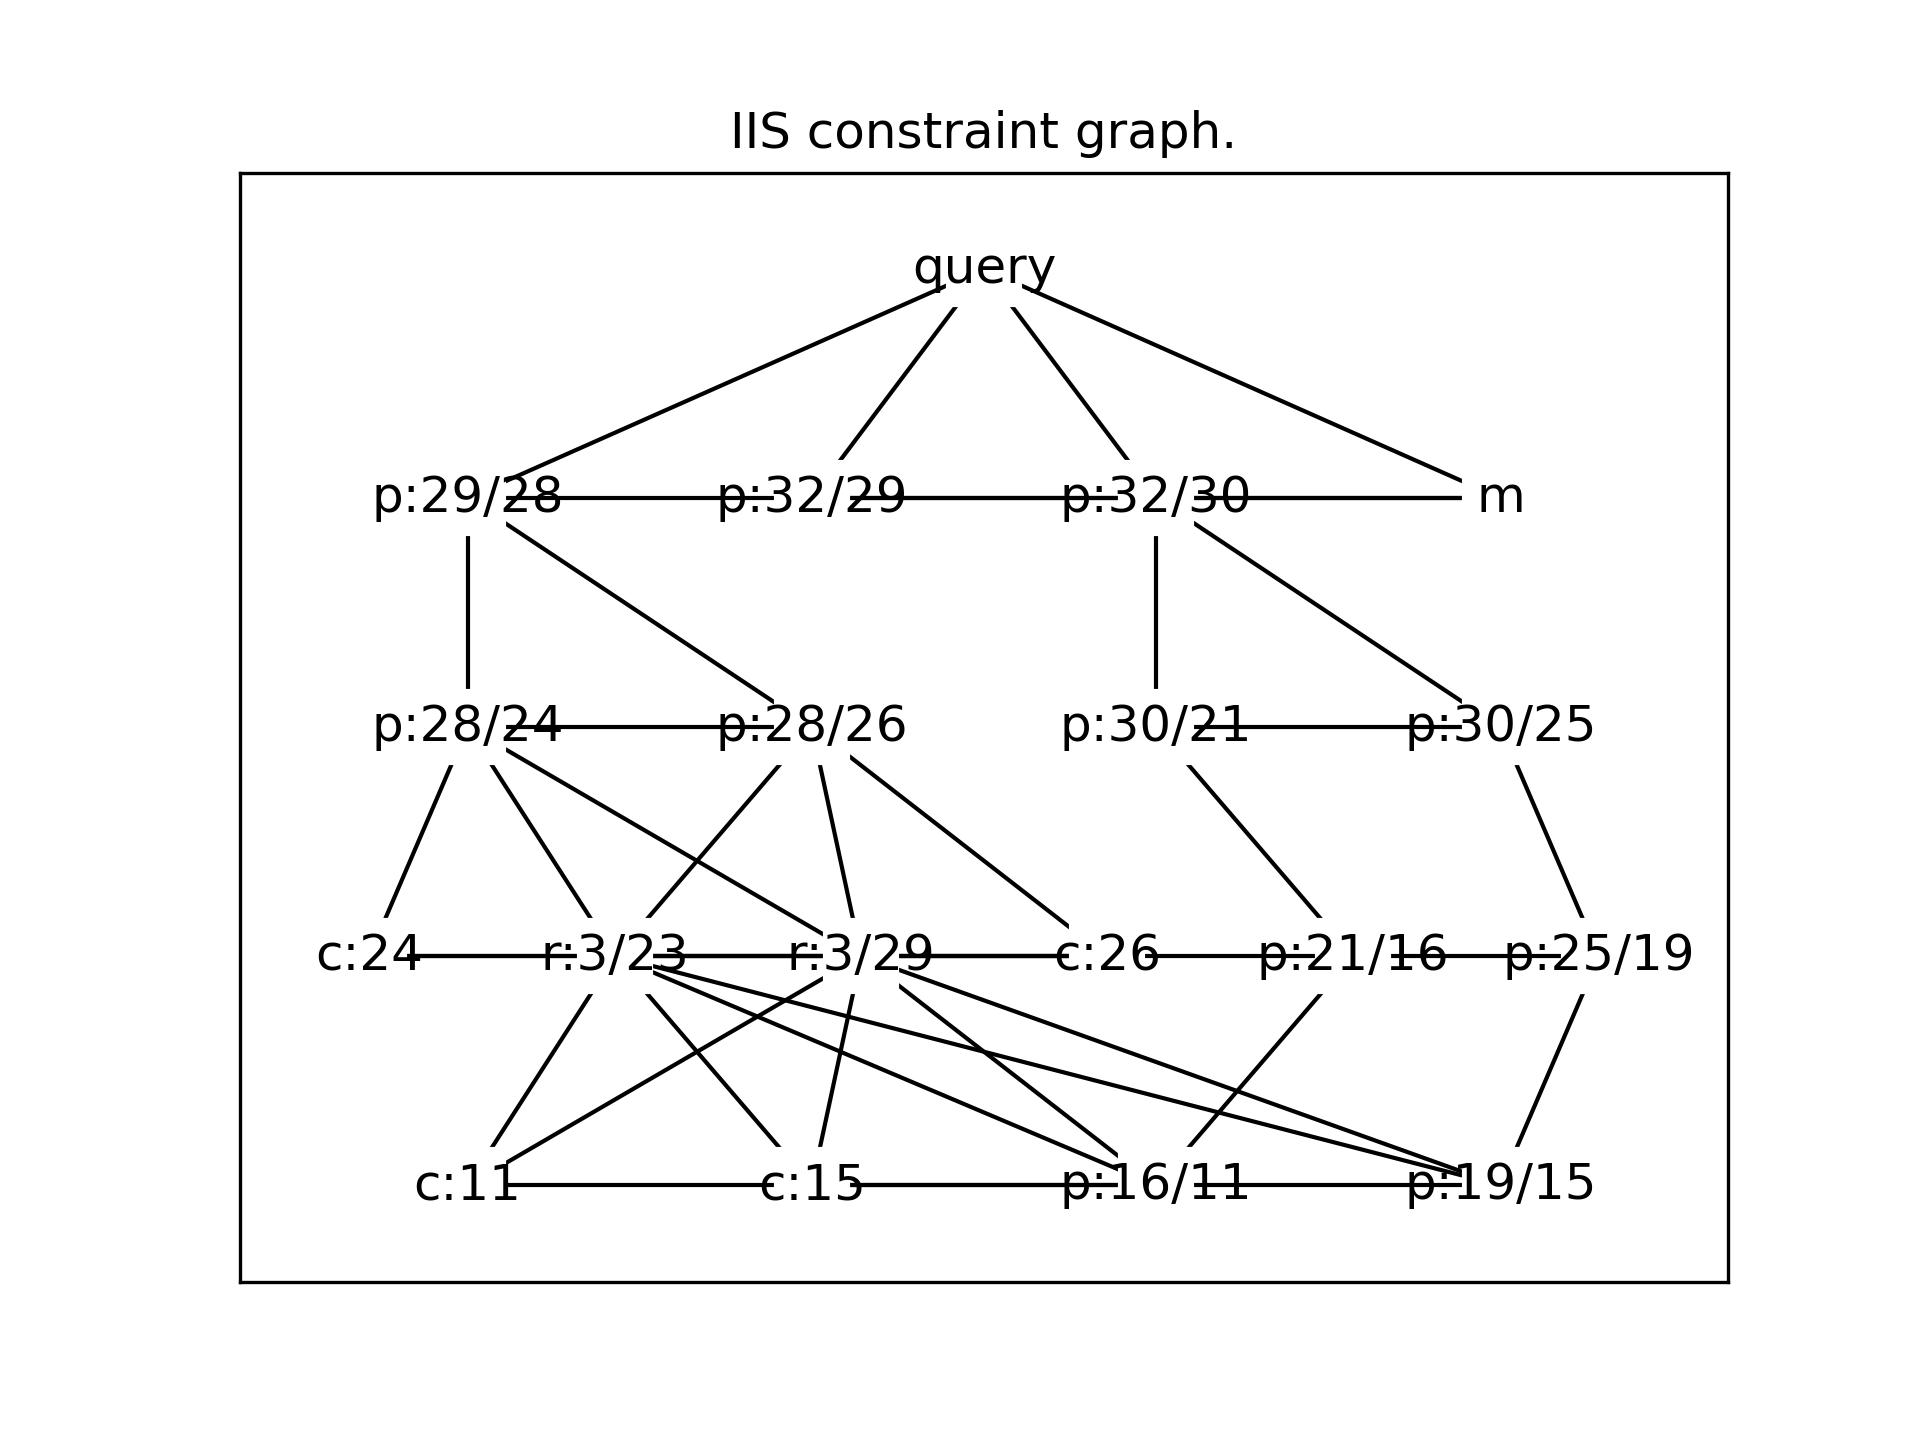 IIS constraint graph.
query
p:29/28 p:32/29 p:32/30 m
p:28/24 p:28/26 p:30/21 p:30/25
c:24 r:3/23 r:3/29 c:26 p:21/16 p:25/19
c:11 c:15 p:16/11 p:19/15